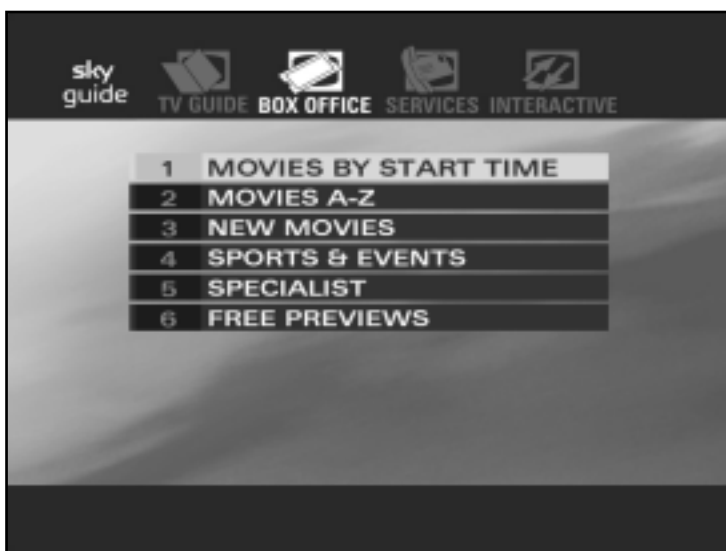 sky
guide
TV GUIDE BOX OFFICE SERVICES INTERACTIVE
1 MOVIES BY START TIME
2 MOVIES A-Z
3 NEW MOVIES
4 SPORTS & EVENTS
5 SPECIALIST
6 FREE PREVIEWS